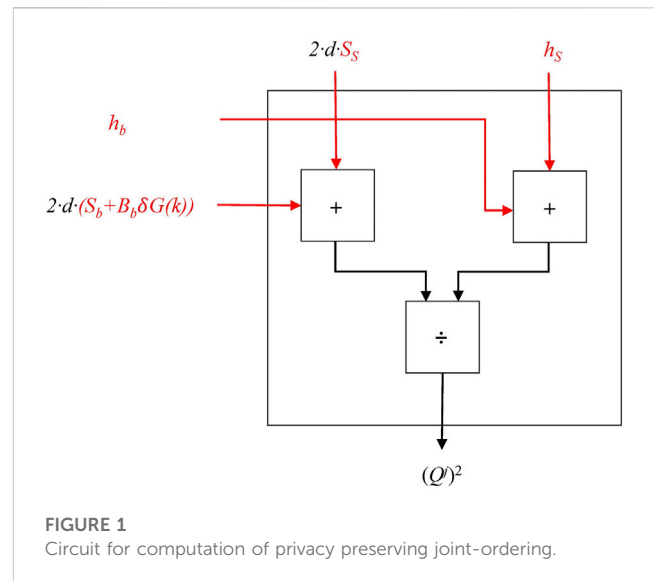 2·d·S_S
h_S
h_b
2·d·(S_b+B_bδG(k))
+
+
÷
(Q^j)^2
FIGURE 1
Circuit for computation of privacy preserving joint-ordering.